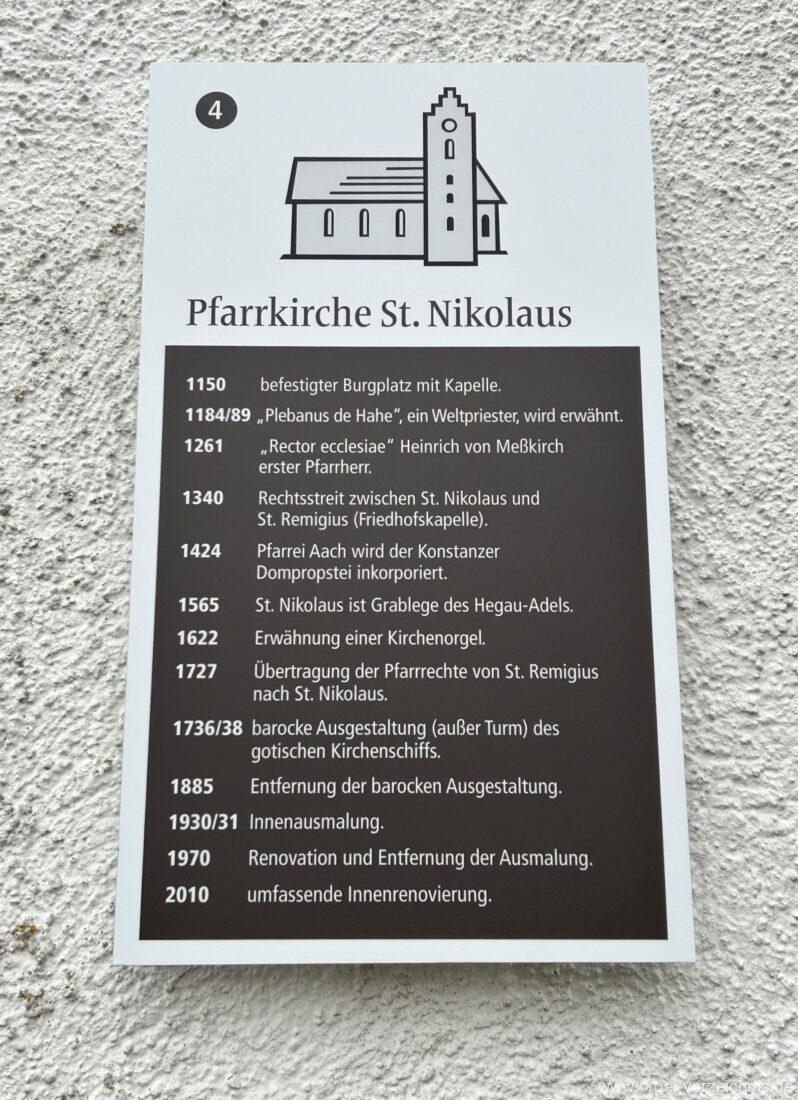 4
Pfarrkirche St. Nikolaus
1150 befestigter Burgplatz mit Kapelle.
1184/89 „Plebanus de Hahe“, ein Weltpriester, wird erwähnt.
1261 „Rector ecclesiae“ Heinrich von Meßkirch
erster Pfarrherr.
1340 Rechtsstreit zwischen St. Nikolaus und
St. Remigius (Friedhofskapelle).
1424 Pfarrei Aach wird der Konstanzer
Dompropstei inkorporiert.
1565 St. Nikolaus ist Grablege des Hegau-Adels.
1622 Erwähnung einer Kirchenorgel.
1727 Übertragung der Pfarrrechte von St. Remigius
nach St. Nikolaus.
1736/38 barocke Ausgestaltung (außer Turm) des
gotischen Kirchenschiffs.
1885 Entfernung der barocken Ausgestaltung.
1930/31 Innenausmalung.
1970 Renovation und Entfernung der Ausmalung.
2010 umfassende Innenrenovierung.